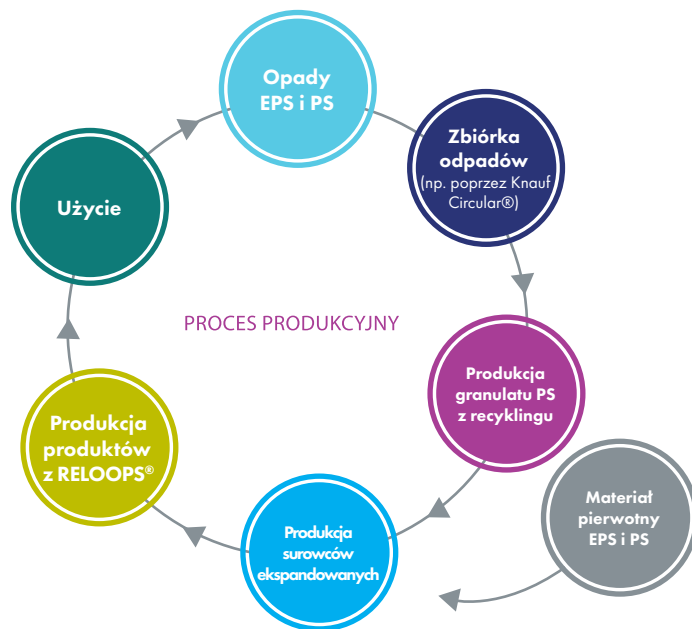 Opady
EPS i PS
Zbiórka
odpadów
(np. poprzez Knauf
Circular®)
Użycie
PROCES PRODUKCYJNY
Produkcja
granulatu PS
z recyklingu
Produkcja
produktów
z RELOOPS®
Materiał
pierwotny
EPS i PS
Produkcja
surowców
ekspandowanych